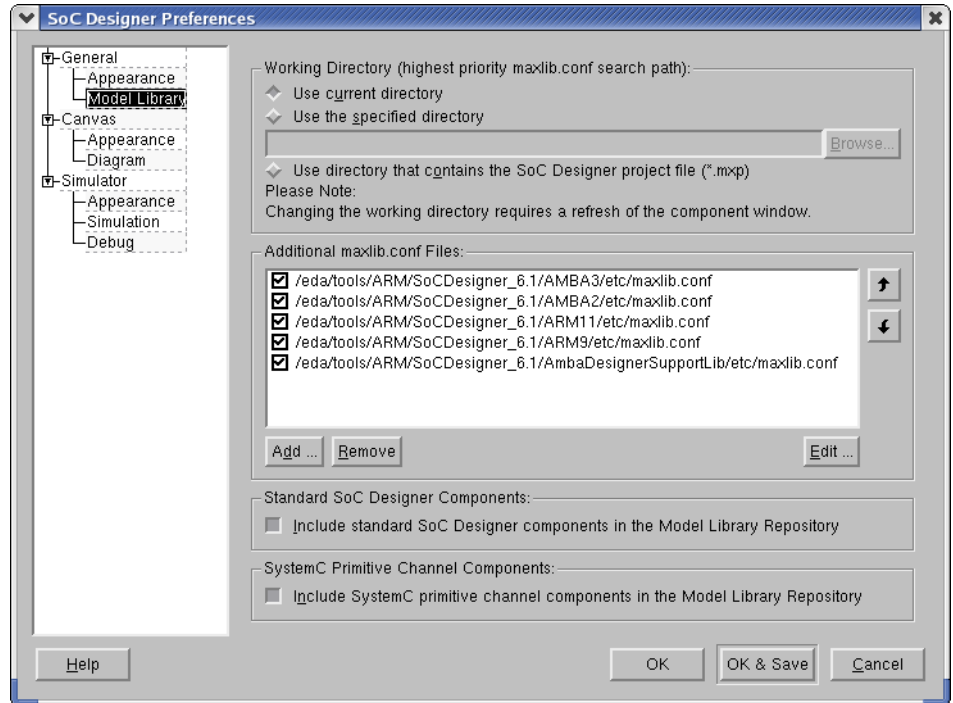 SoC Designer Preferences
General
Appearance
Model Library
Canvas
Appearance
Diagram
Simulator
Appearance
Simulation
Debug
Working Directory (highest priority maxlib.conf search path):
Use current directory
Use the specified directory
Browse...
Use directory that contains the SoC Designer project file (*.mxp)
Please Note:
Changing the working directory requires a refresh of the component window.
Additional maxlib.conf Files:
/eda/tools/ARM/SoCDesigner_6.1/AMBA3/etc/maxlib.conf
/eda/tools/ARM/SoCDesigner_6.1/AMBA2/etc/maxlib.conf
/eda/tools/ARM/SoCDesigner_6.1/ARM11/etc/maxlib.conf
/eda/tools/ARM/SoCDesigner_6.1/ARM9/etc/maxlib.conf
/eda/tools/ARM/SoCDesigner_6.1/AmbaDesignerSupportLib/etc/maxlib.conf
Add ... Remove Edit ...
Standard SoC Designer Components:
Include standard SoC Designer components in the Model Library Repository
SystemC Primitive Channel Components:
Include SystemC primitive channel components in the Model Library Repository
Help OK OK & Save Cancel